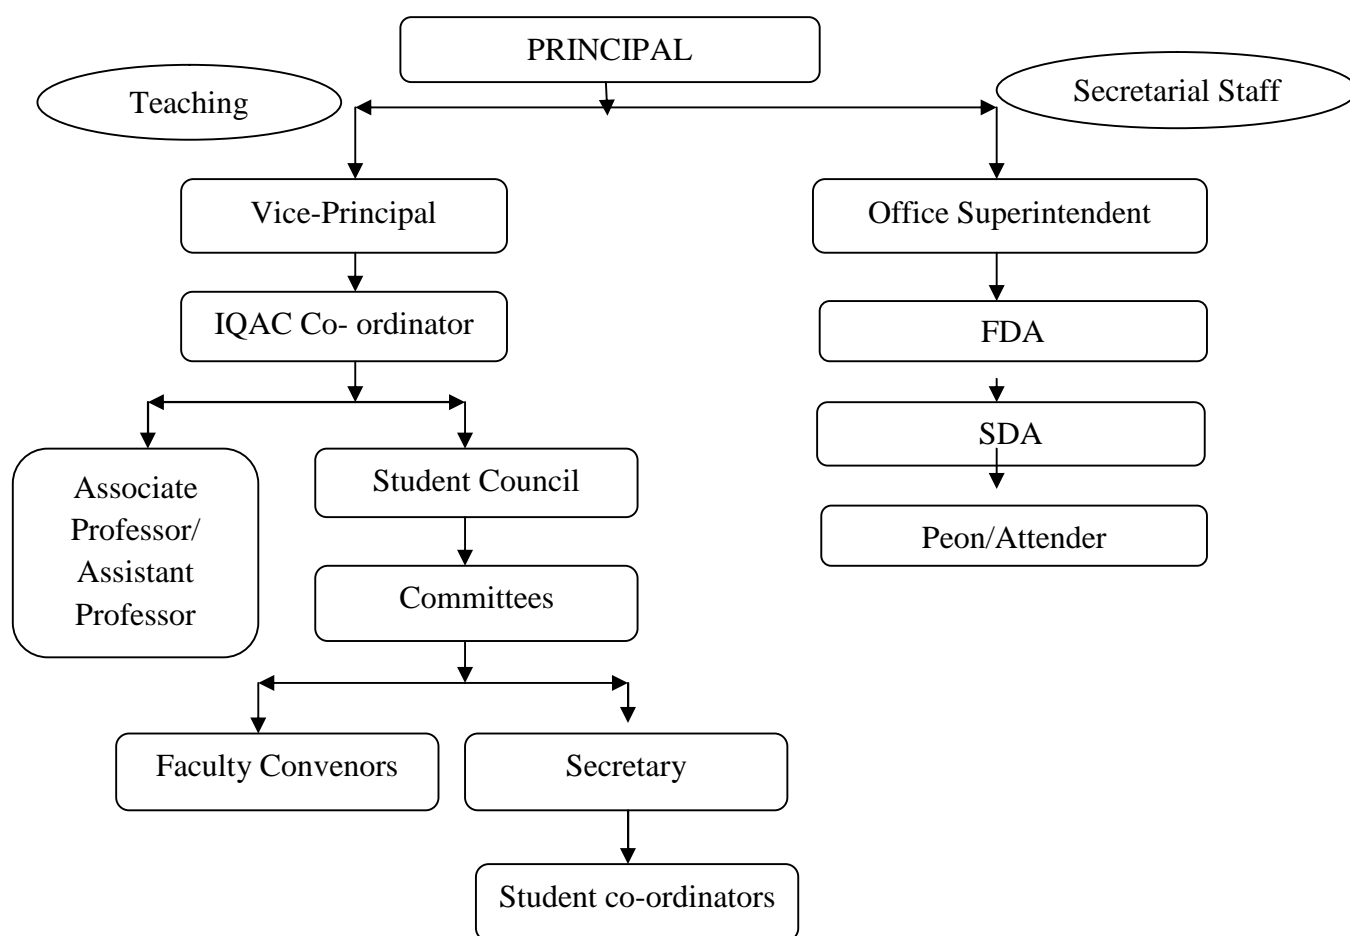 PRINCIPAL
Teaching
Secretarial Staff
Vice-Principal
Office Superintendent
IQAC Co- ordinator
FDA
SDA
Associate
Professor/
Assistant
Professor
Student Council
Peon/Attender
Committees
Faculty Convenors
Secretary
Student co-ordinators